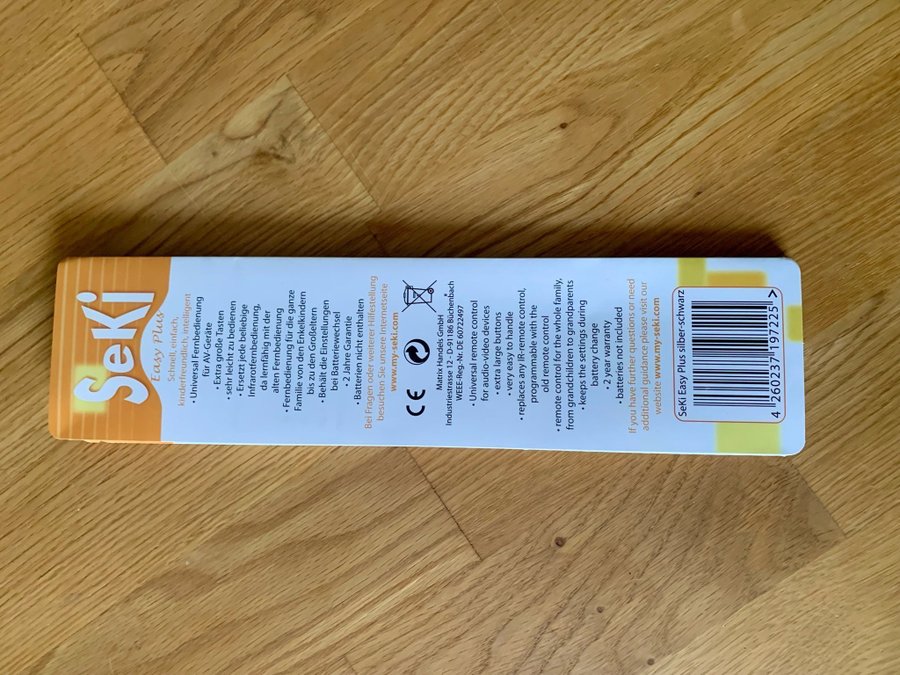 SeKi
Easy Plus
Schnell, einfach,
kinderfreundlich, intelligent
• Universal Fernbedienung
für AV-Geräte
• Extra große Tasten
• sehr leicht zu bedienen
• Ersetzt jede beliebige
Infrarotfernbedienung,
da lernfähig mit der
alten Fernbedienung
• Fernbedienung für die ganze
Familie von den Enkelkindern
bis zu den Großeltern
• Behält die Einstellungen
bei Batteriewechsel
• 2 Jahre Garantie
• Batterien nicht enthalten
Bei Fragen oder weiterer Hilfestellung
besuchen Sie unsere Internetseite
www.my-seki.com
CE
Matrix Handels GmbH
Industriestrasse 12 - D-91186 Büchenbach
WEEE-Reg.-Nr. DE 60722497
• Universal remote control
for audio-video devices
• extra large buttons
• very easy to handle
• replaces any IR-remote control,
programmable with the
old remote control
• remote control for the whole family,
from grandchildren to grandparents
• keeps the settings during
battery change
• 2 year warranty
• batteries not included
If you have further questions or need
additional guidance please visit our
website www.my-seki.com
SeKi Easy Plus silber-schwarz
4 260237 197225 >